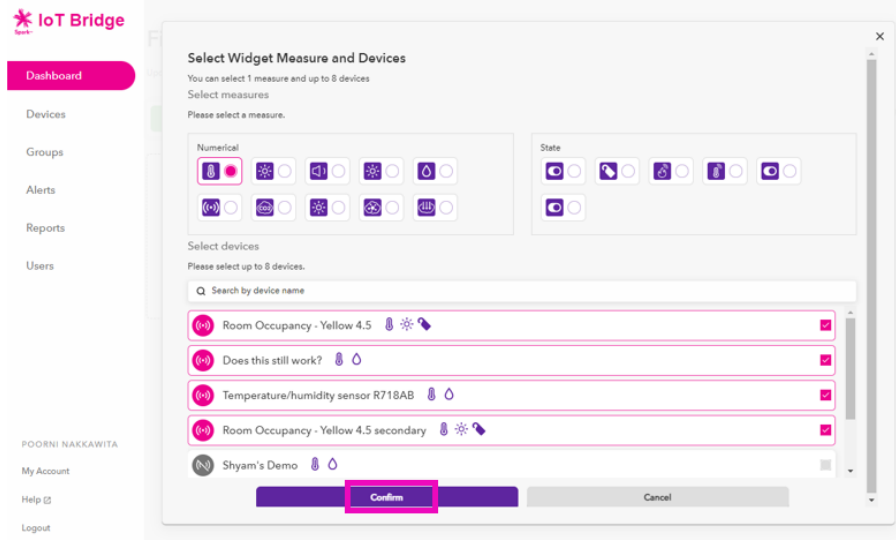 IoT Bridge
Spark
Dashboard
Devices
Groups
Alerts
Reports
Users
POORNI NAKKAWITA
My Account
Help
Logout
Select Widget Measure and Devices
You can select 1 measure and up to 8 devices
Select measures
Please select a measure.
Numerical
State
CO2
Select devices
Please select up to 8 devices.
Search by device name
Room Occupancy - Yellow 4.5
Does this still work?
Temperature/humidity sensor R718AB
Room Occupancy - Yellow 4.5 secondary
Shyam's Demo
Confirm
Cancel